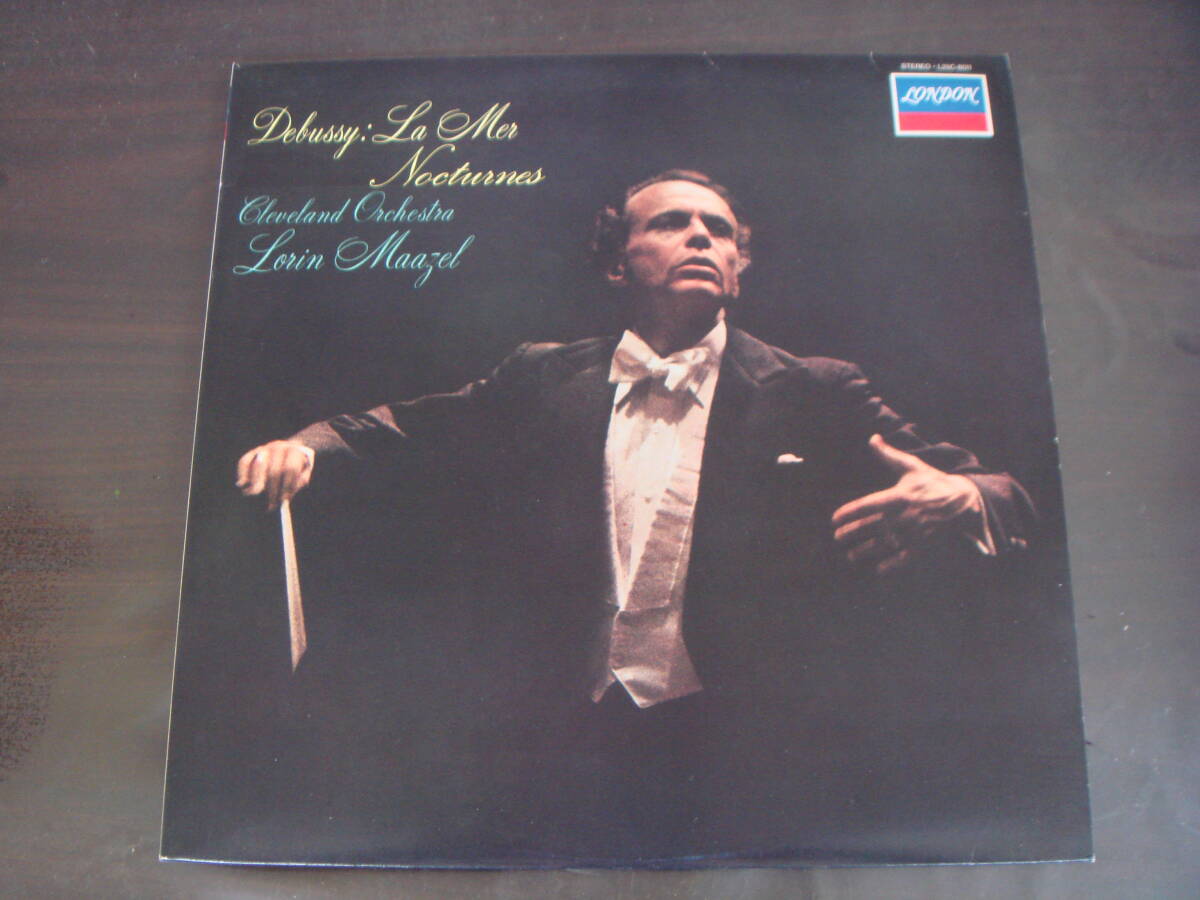 STEREO
LONDON
Debussy: La Mer
Nocturnes
Cleveland Orchestra
Lorin Maazel